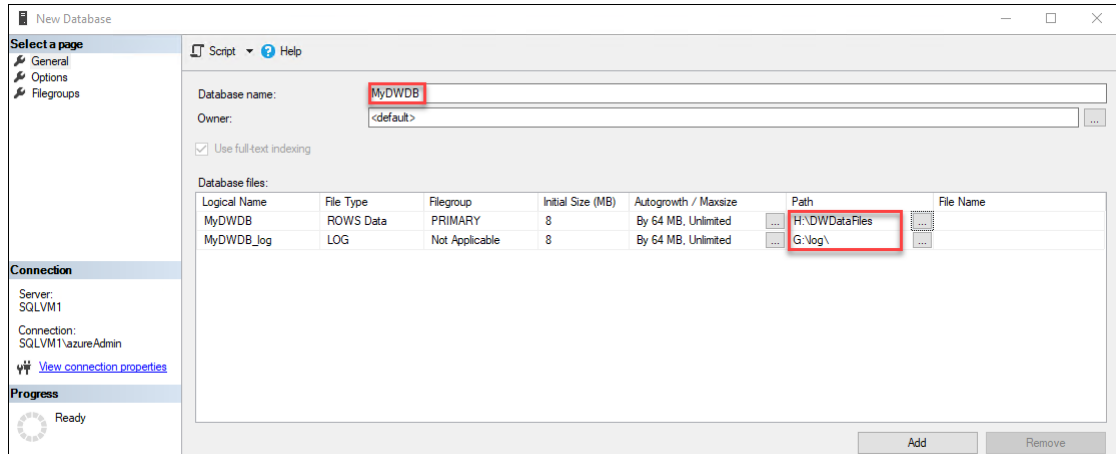 New Database
Select a page
General
Options
Filegroups
Script
Help
Database name:
MyDWDB
Owner:
<default>
...
Use full-text indexing
Database files:
Logical Name File Type Filegroup Initial Size (MB) Autogrowth / Maxsize Path File Name
MyDWDB ROWS Data PRIMARY 8 By 64 MB, Unlimited ... H:\DWDataFiles ...
MyDWDB_log LOG Not Applicable 8 By 64 MB, Unlimited ... G:\log\ ...
Connection
Server:
SQLVM1
Connection:
SQLVM1\azureAdmin
View connection properties
Progress
Ready
Add
Remove